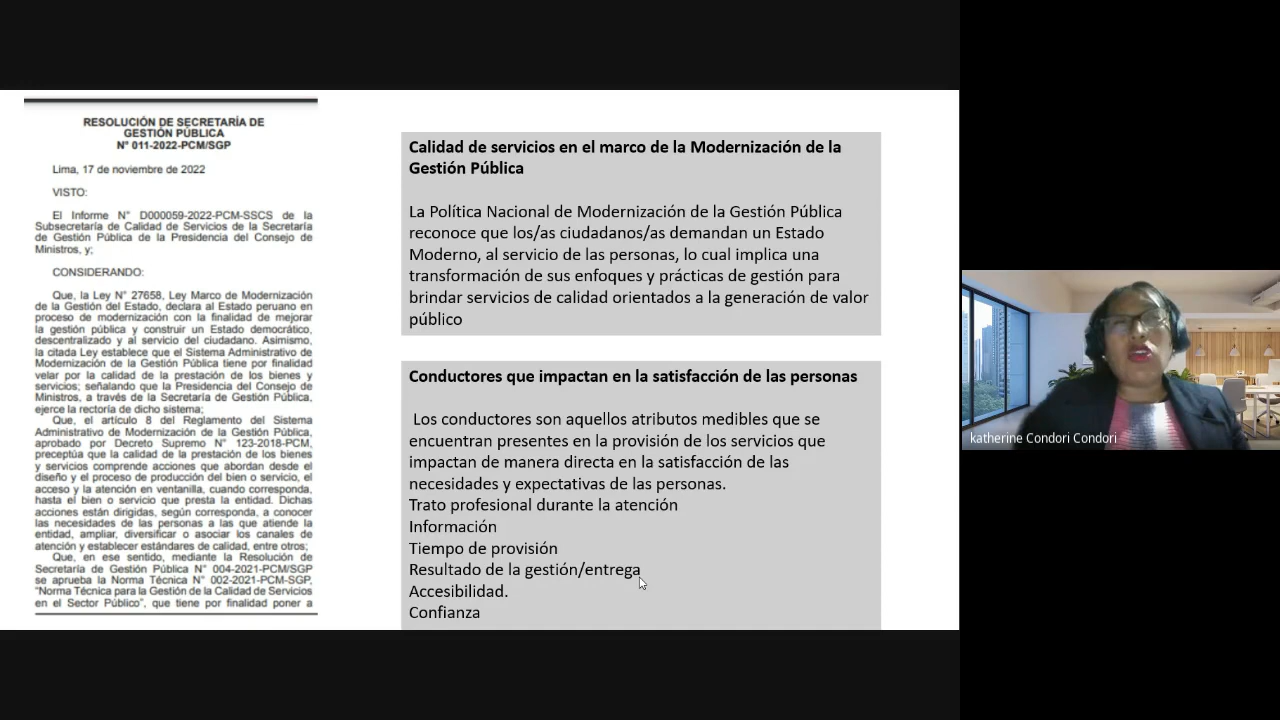 RESOLUCIÓN DE SECRETARÍA DE
GESTIÓN PÚBLICA
N° 011-2022-PCM/SGP
Lima, 17 de noviembre de 2022
VISTO:
El Informe N° D000059-2022-PCM-SSCS de la
Subsecretaría de Calidad de Servicios de la Secretaría
de Gestión Pública de la Presidencia del Consejo de
Ministros, y;
CONSIDERANDO:
Que, la Ley N° 27658, Ley Marco de Modernización
de la Gestión del Estado, declara al Estado peruano en
proceso de modernización con la finalidad de mejorar
la gestión pública y construir un Estado democrático,
descentralizado y al servicio del ciudadano. Asimismo,
la citada Ley establece que el Sistema Administrativo de
Modernización de la Gestión Pública tiene por finalidad
velar por la calidad de la prestación de los bienes y
servicios; señalando que la Presidencia del Consejo de
Ministros, a través de la Secretaría de Gestión Pública,
ejerce la rectoría de dicho sistema;
Que, el artículo 8 del Reglamento del Sistema
Administrativo de Modernización de la Gestión Pública,
aprobado por Decreto Supremo N° 123-2018-PCM,
preceptúa que la calidad de la prestación de los bienes
y servicios comprende acciones que abordan desde el
diseño y el proceso de producción del bien o servicio, el
acceso y la atención en ventanilla, cuando corresponda,
hasta el bien o servicio que presta la entidad. Dichas
acciones están dirigidas, según corresponda, a conocer
las necesidades de las personas a las que atiende la
entidad, ampliar, diversificar o asociar los canales de
atención y establecer estándares de calidad, entre otros;
Que, en ese sentido, mediante la Resolución de
Secretaría de Gestión Pública N° 004-2021-PCM/SGP
se aprueba la Norma Técnica N° 002-2021-PCM-SGP,
"Norma Técnica para la Gestión de la Calidad de Servicios
en el Sector Público", que tiene por finalidad poner a
Calidad de servicios en el marco de la Modernización de la
Gestión Pública
La Política Nacional de Modernización de la Gestión Pública
reconoce que los/as ciudadanos/as demandan un Estado
Moderno, al servicio de las personas, lo cual implica una
transformación de sus enfoques y prácticas de gestión para
brindar servicios de calidad orientados a la generación de valor
público
Conductores que impactan en la satisfacción de las personas
Los conductores son aquellos atributos medibles que se
encuentran presentes en la provisión de los servicios que
impactan de manera directa en la satisfacción de las
necesidades y expectativas de las personas.
Trato profesional durante la atención
Información
Tiempo de provisión
Resultado de la gestión/entrega
Accesibilidad.
Confianza
katherine Condori Condori